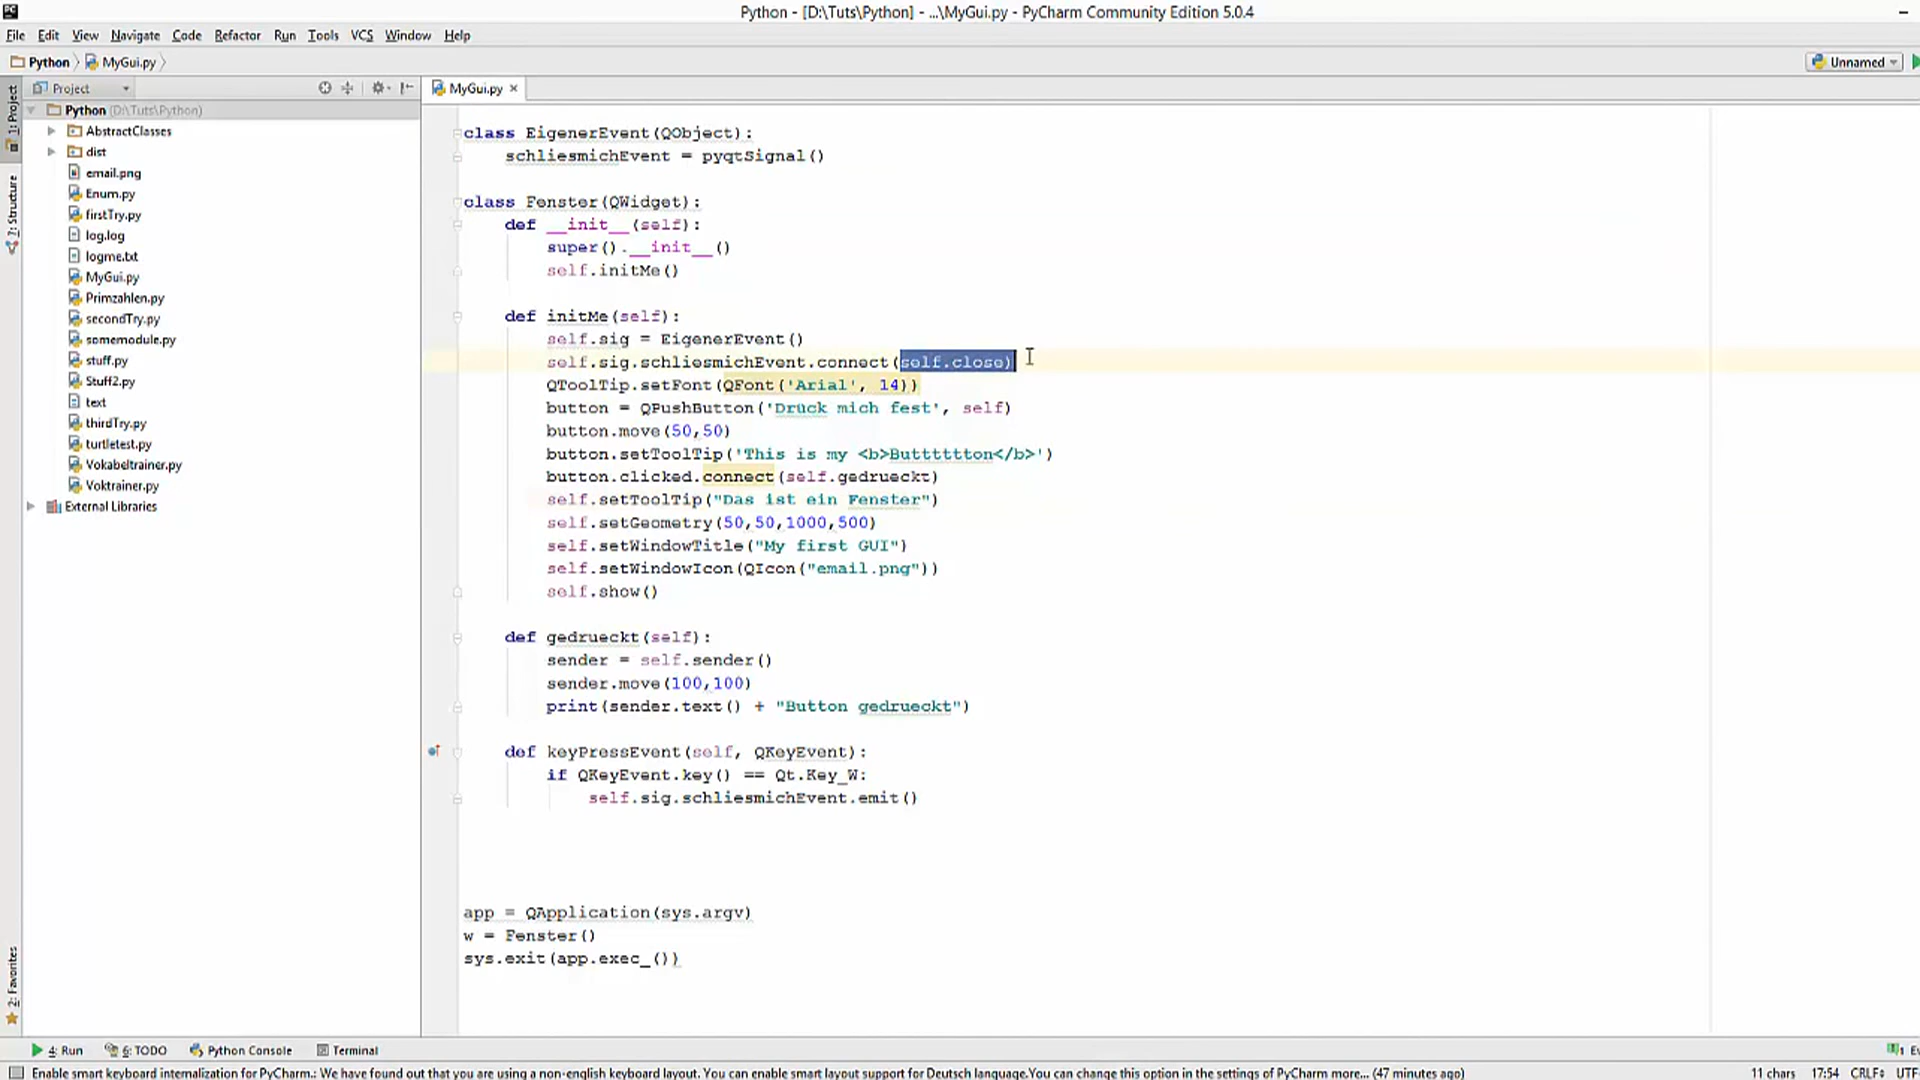 PC Python - [D:\Tuts\Python] - ...\MyGui.py - PyCharm Community Edition 5.0.4
File Edit View Navigate Code Refactor Run Tools VCS Window Help
Python MyGui.py Unnamed
Project MyGui.py
1: Project
7: Structure
2: Favorites
Python (D:\Tuts\Python)
AbstractClasses
dist
email.png
Enum.py
firstTry.py
log.log
logme.txt
MyGui.py
Primzahlen.py
secondTry.py
somemodule.py
stuff.py
Stuff2.py
text
thirdTry.py
turtletest.py
Vokabeltrainer.py
Voktrainer.py
External Libraries
class EigenerEvent(QObject):
schliesmichEvent = pyqtSignal()
class Fenster(QWidget):
def __init__(self):
super().__init__()
self.initMe()
def initMe(self):
self.sig = EigenerEvent()
self.sig.schliesmichEvent.connect(self.close)
QToolTip.setFont(QFont('Arial', 14))
button = QPushButton('Drück mich fest', self)
button.move(50,50)
button.setToolTip('This is my <b>Buttttttton</b>')
button.clicked.connect(self.gedrueckt)
self.setToolTip("Das ist ein Fenster")
self.setGeometry(50,50,1000,500)
self.setWindowTitle("My first GUI")
self.setWindowIcon(QIcon("email.png"))
self.show()
def gedrueckt(self):
sender = self.sender()
sender.move(100,100)
print(sender.text() + "Button gedrueckt")
def keyPressEvent(self, QKeyEvent):
if QKeyEvent.key() == Qt.Key_W:
self.sig.schliesmichEvent.emit()
app = QApplication(sys.argv)
w = Fenster()
sys.exit(app.exec_())
4: Run 6: TODO Python Console Terminal 1 Ev
Enable smart keyboard internalization for PyCharm.: We have found out that you are using a non-english keyboard layout. You can enable smart layout support for Deutsch language.You can change this option in the settings of PyCharm more... (47 minutes ago) 11 chars 17:54 CRLF UTF